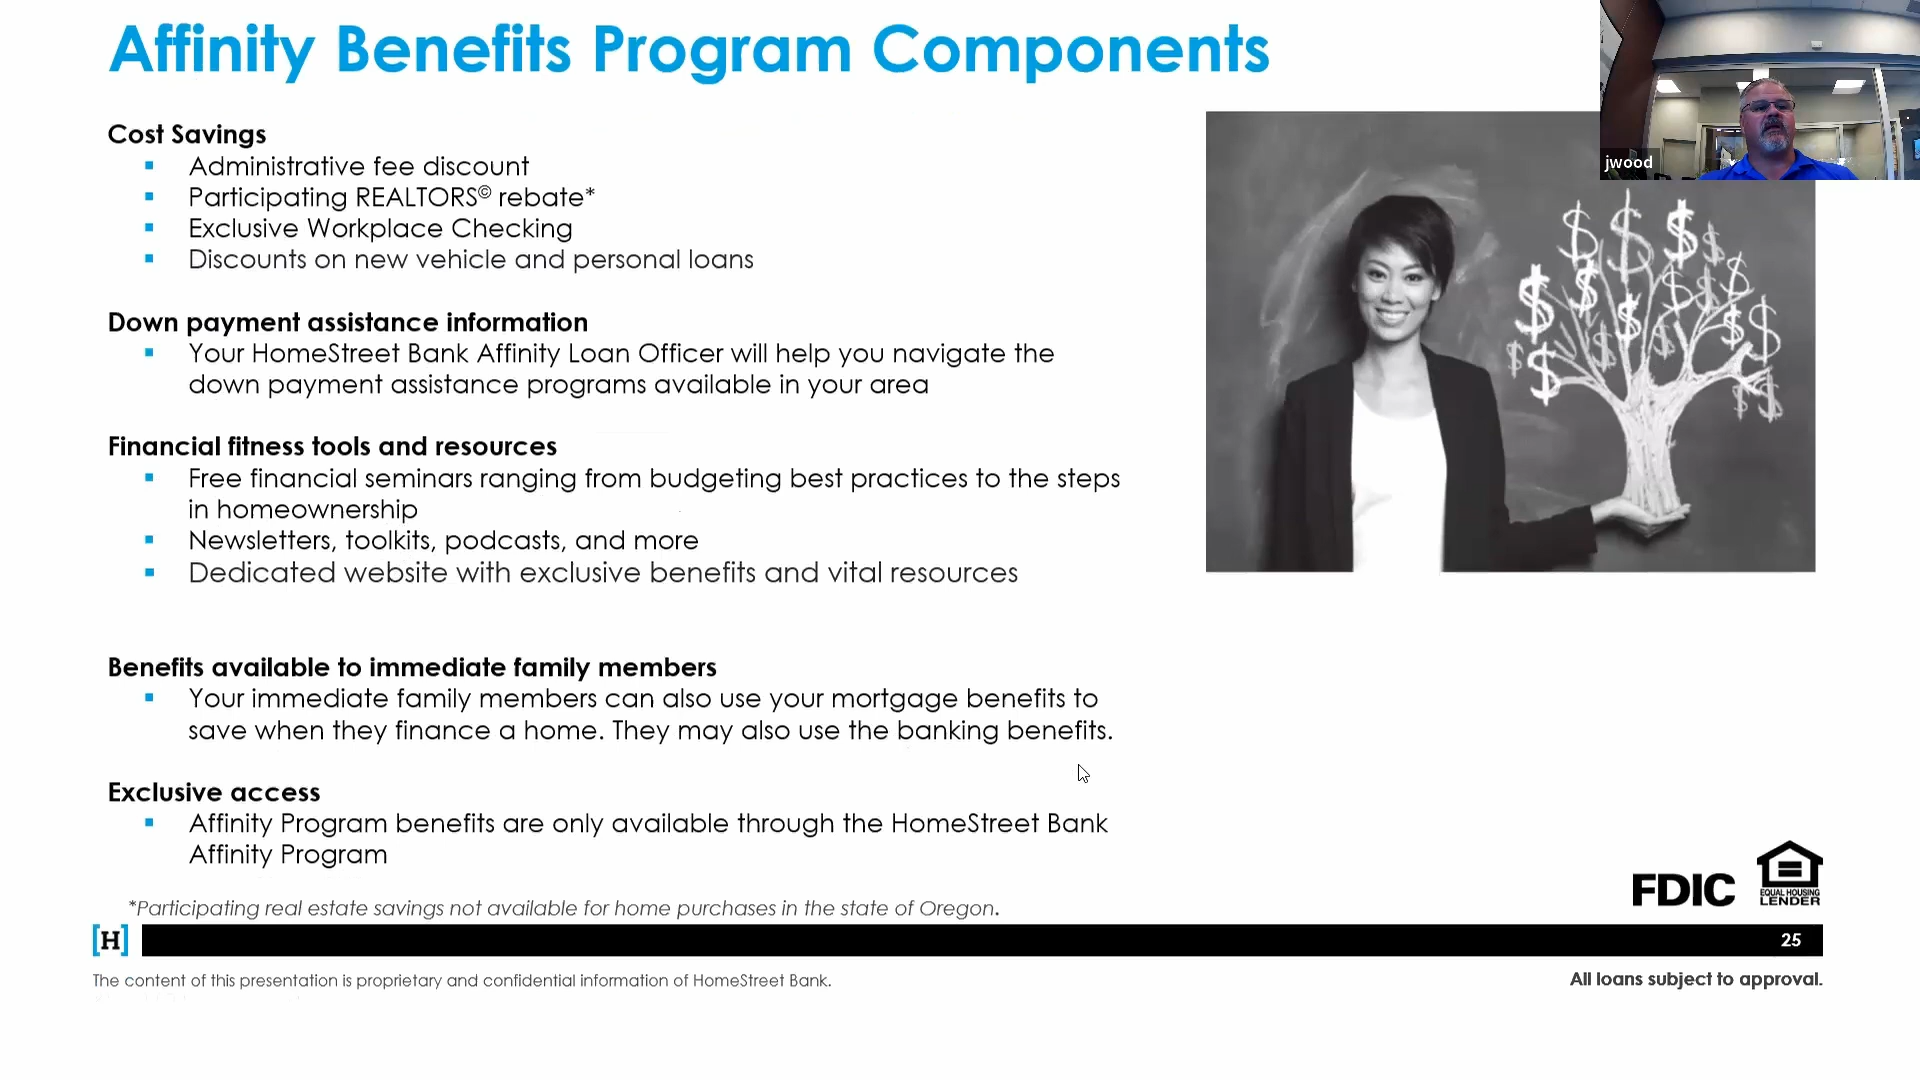 Affinity Benefits Program Components
jwood
Cost Savings
▪ Administrative fee discount
▪ Participating REALTORS© rebate*
▪ Exclusive Workplace Checking
▪ Discounts on new vehicle and personal loans
Down payment assistance information
▪ Your HomeStreet Bank Affinity Loan Officer will help you navigate the
down payment assistance programs available in your area
Financial fitness tools and resources
▪ Free financial seminars ranging from budgeting best practices to the steps
in homeownership
▪ Newsletters, toolkits, podcasts, and more
▪ Dedicated website with exclusive benefits and vital resources
Benefits available to immediate family members
▪ Your immediate family members can also use your mortgage benefits to
save when they finance a home. They may also use the banking benefits.
Exclusive access
▪ Affinity Program benefits are only available through the HomeStreet Bank
Affinity Program
*Participating real estate savings not available for home purchases in the state of Oregon.
FDIC
EQUAL HOUSING
LENDER
[H]
25
The content of this presentation is proprietary and confidential information of HomeStreet Bank.
All loans subject to approval.